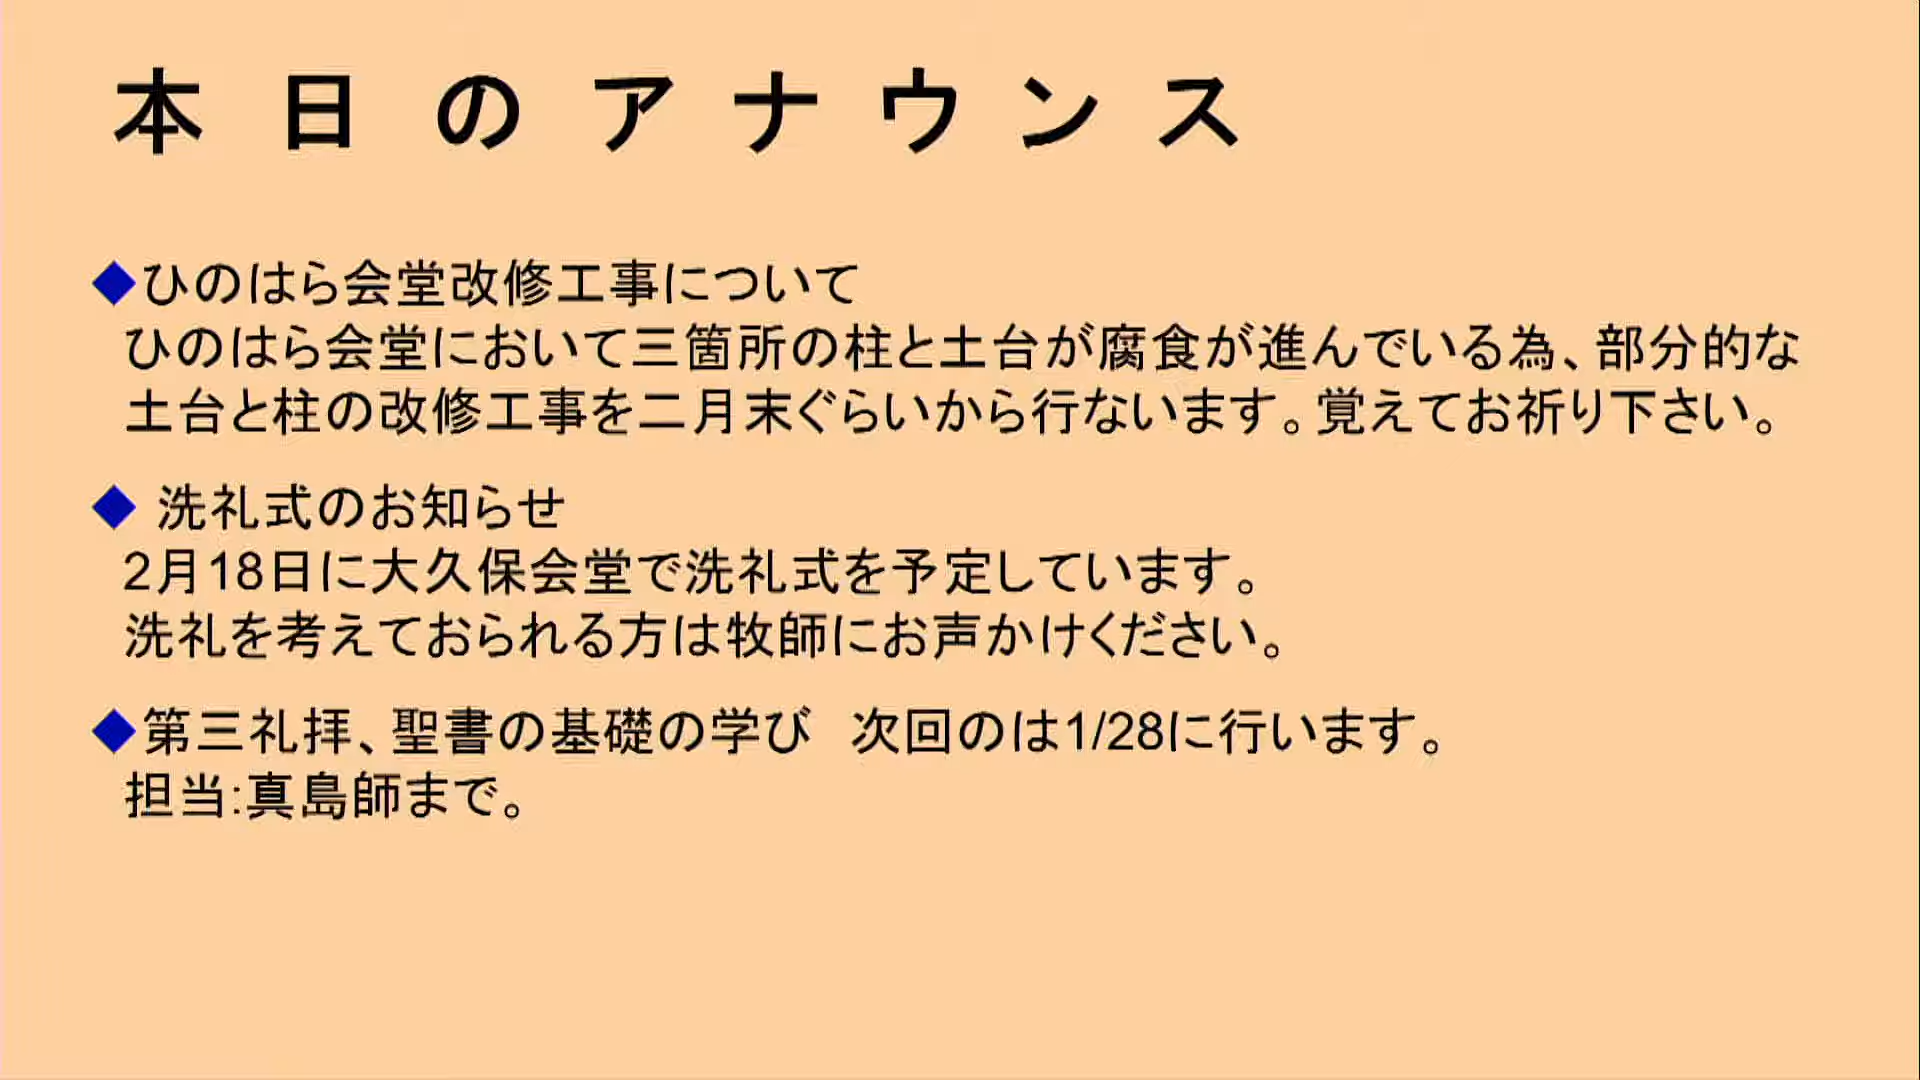 本日のアナウンス
◆ひのはら会堂改修工事について
ひのはら会堂において三箇所の柱と土台が腐食が進んでいる為、部分的な
土台と柱の改修工事を二月末ぐらいから行ないます。覚えてお祈り下さい。
◆ 洗礼式のお知らせ
2月18日に大久保会堂で洗礼式を予定しています。
洗礼を考えておられる方は牧師にお声かけください。
◆第三礼拝、聖書の基礎の学び　次回のは1/28に行います。
担当:真島師まで。